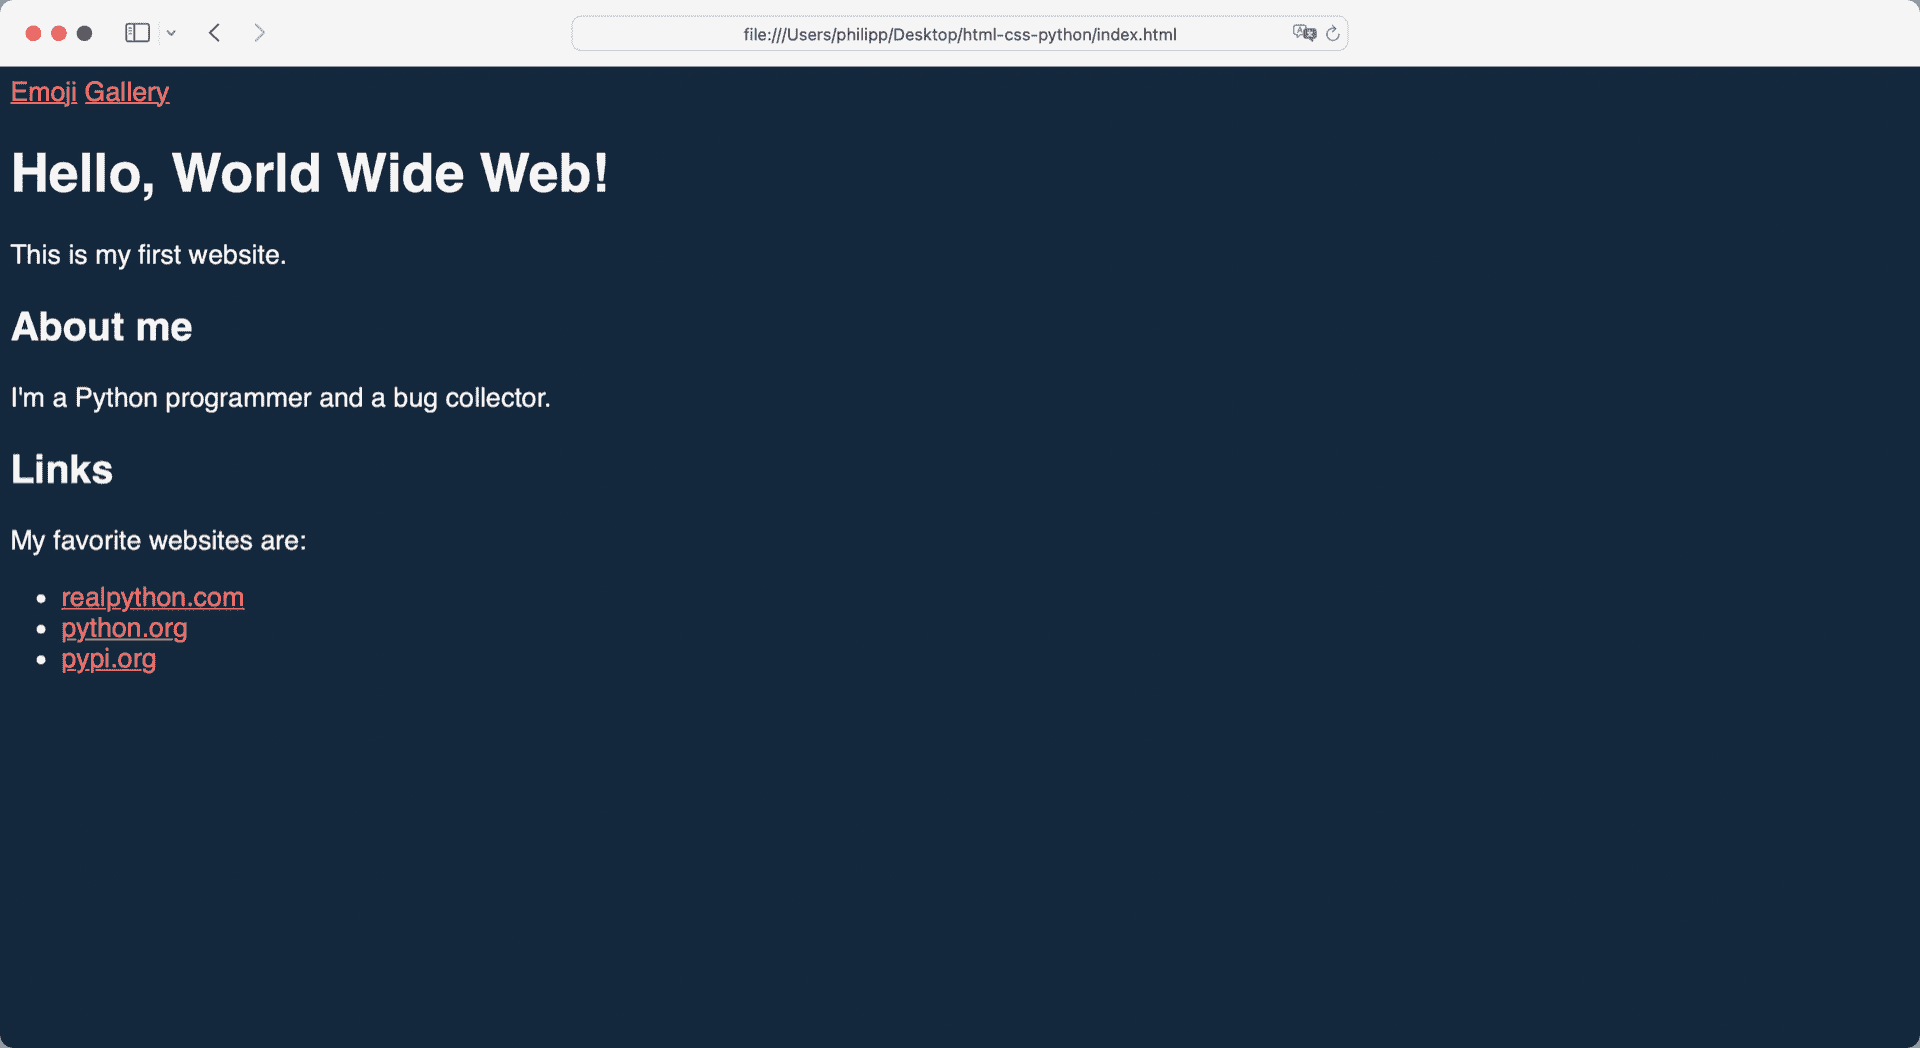 file:///Users/philipp/Desktop/html-css-python/index.html
Emoji Gallery
Hello, World Wide Web!
This is my first website.
About me
I'm a Python programmer and a bug collector.
Links
My favorite websites are:
realpython.com
python.org
pypi.org